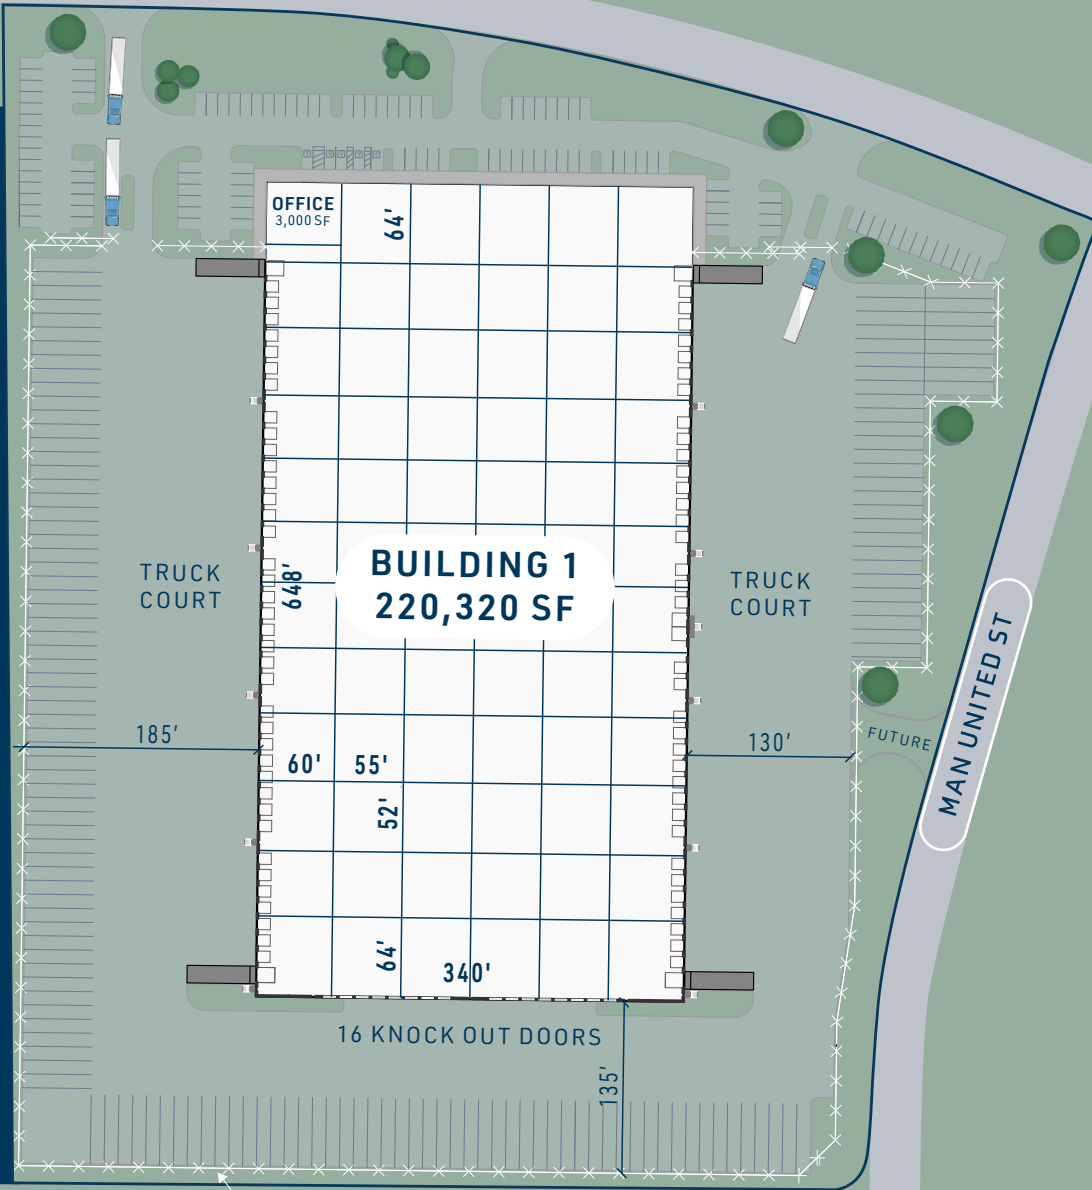 OFFICE
3,000 SF
64'
BUILDING 1
220,320 SF
648'
TRUCK
COURT
TRUCK
COURT
MAN UNITED ST
185'
130'
FUTURE
60'
55'
52'
64'
340'
16 KNOCK OUT DOORS
135'